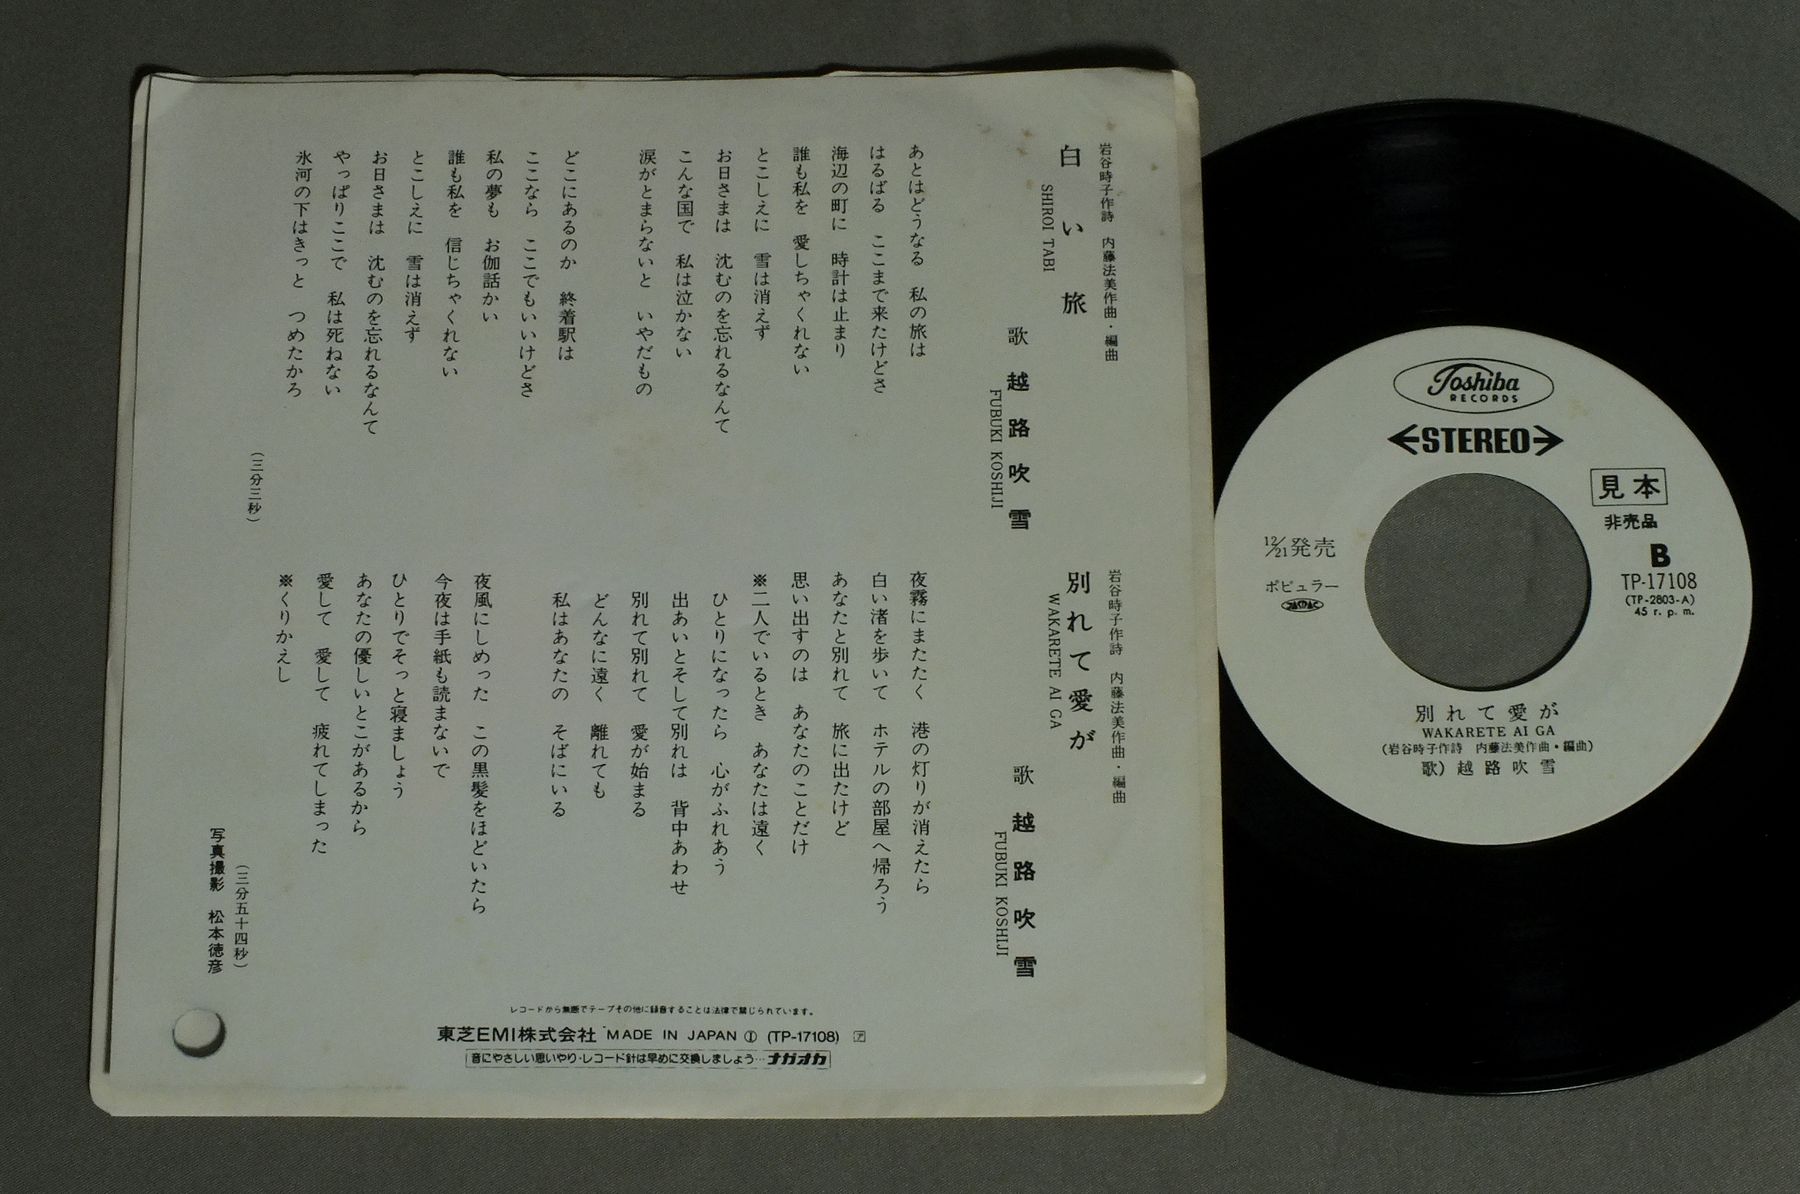 岩谷時子作詩　内藤法美作曲・編曲
白い旅
SHIROI TABI
歌　越路吹雪
FUBUKI KOSHIJI
あとはどうなる　私の旅は
はるばる　ここまで来たけどさ
海辺の町に　時計は止まり
誰も私を　愛しちゃくれない
とこしえに　雪は消えず
お日さまは　沈むのを忘れるなんて
こんな国で　私は泣かない
涙がとまらないと　いやだもの
どこにあるのか　終着駅は
ここなら　ここでもいいけどさ
私の夢も　お伽話かい
誰も私を　信じちゃくれない
とこしえに　雪は消えず
お日さまは　沈むのを忘れるなんて
やっぱりここで　私は死ねない
氷河の下はきっと　つめたかろ
(三分三秒)
岩谷時子作詩　内藤法美作曲・編曲
別れて愛が
WAKARETE AI GA
歌　越路吹雪
FUBUKI KOSHIJI
夜霧にまたたく　港の灯りが消えたら
白い渚を歩いて　ホテルの部屋へ帰ろう
あなたと別れて　旅に出たけど
思い出すのは　あなたのことだけ
※二人でいるとき　あなたは遠く
ひとりになったら　心がふれあう
出あいとそして別れは　背中あわせ
別れて別れて　愛が始まる
どんなに遠く　離れても
私はあなたの　そばにいる
夜風にしめった　この黒髪をほどいたら
今夜は手紙も読まないで
ひとりでそっと寝ましょう
あなたの優しいとこがあるから
愛して　愛して　疲れてしまった
※くりかえし
(三分五十四秒)
写真撮影　松本徳彦
レコードから無断でテープその他に録音することは法律で禁じられています。
東芝EMI株式会社 MADE IN JAPAN Ⓘ (TP-17108) ア
音にやさしい思いやり・レコード針は早めに交換しましょう…ナガオカ
Toshiba
RECORDS
STEREO
見本
非売品
12/21発売
B
ポピュラー
TP-17108
(TP-2803-A)
45 r. p. m.
別れて愛が
WAKARETE AI GA
(岩谷時子作詩　内藤法美作曲・編曲)
歌) 越路吹雪